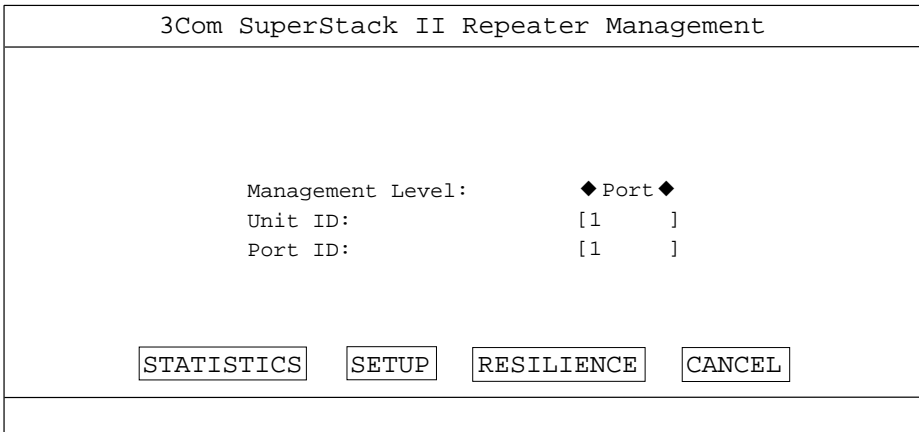 3Com SuperStack II Repeater Management
Management Level: ◆Port◆
Unit ID: [1 ]
Port ID: [1 ]
STATISTICS SETUP RESILIENCE CANCEL